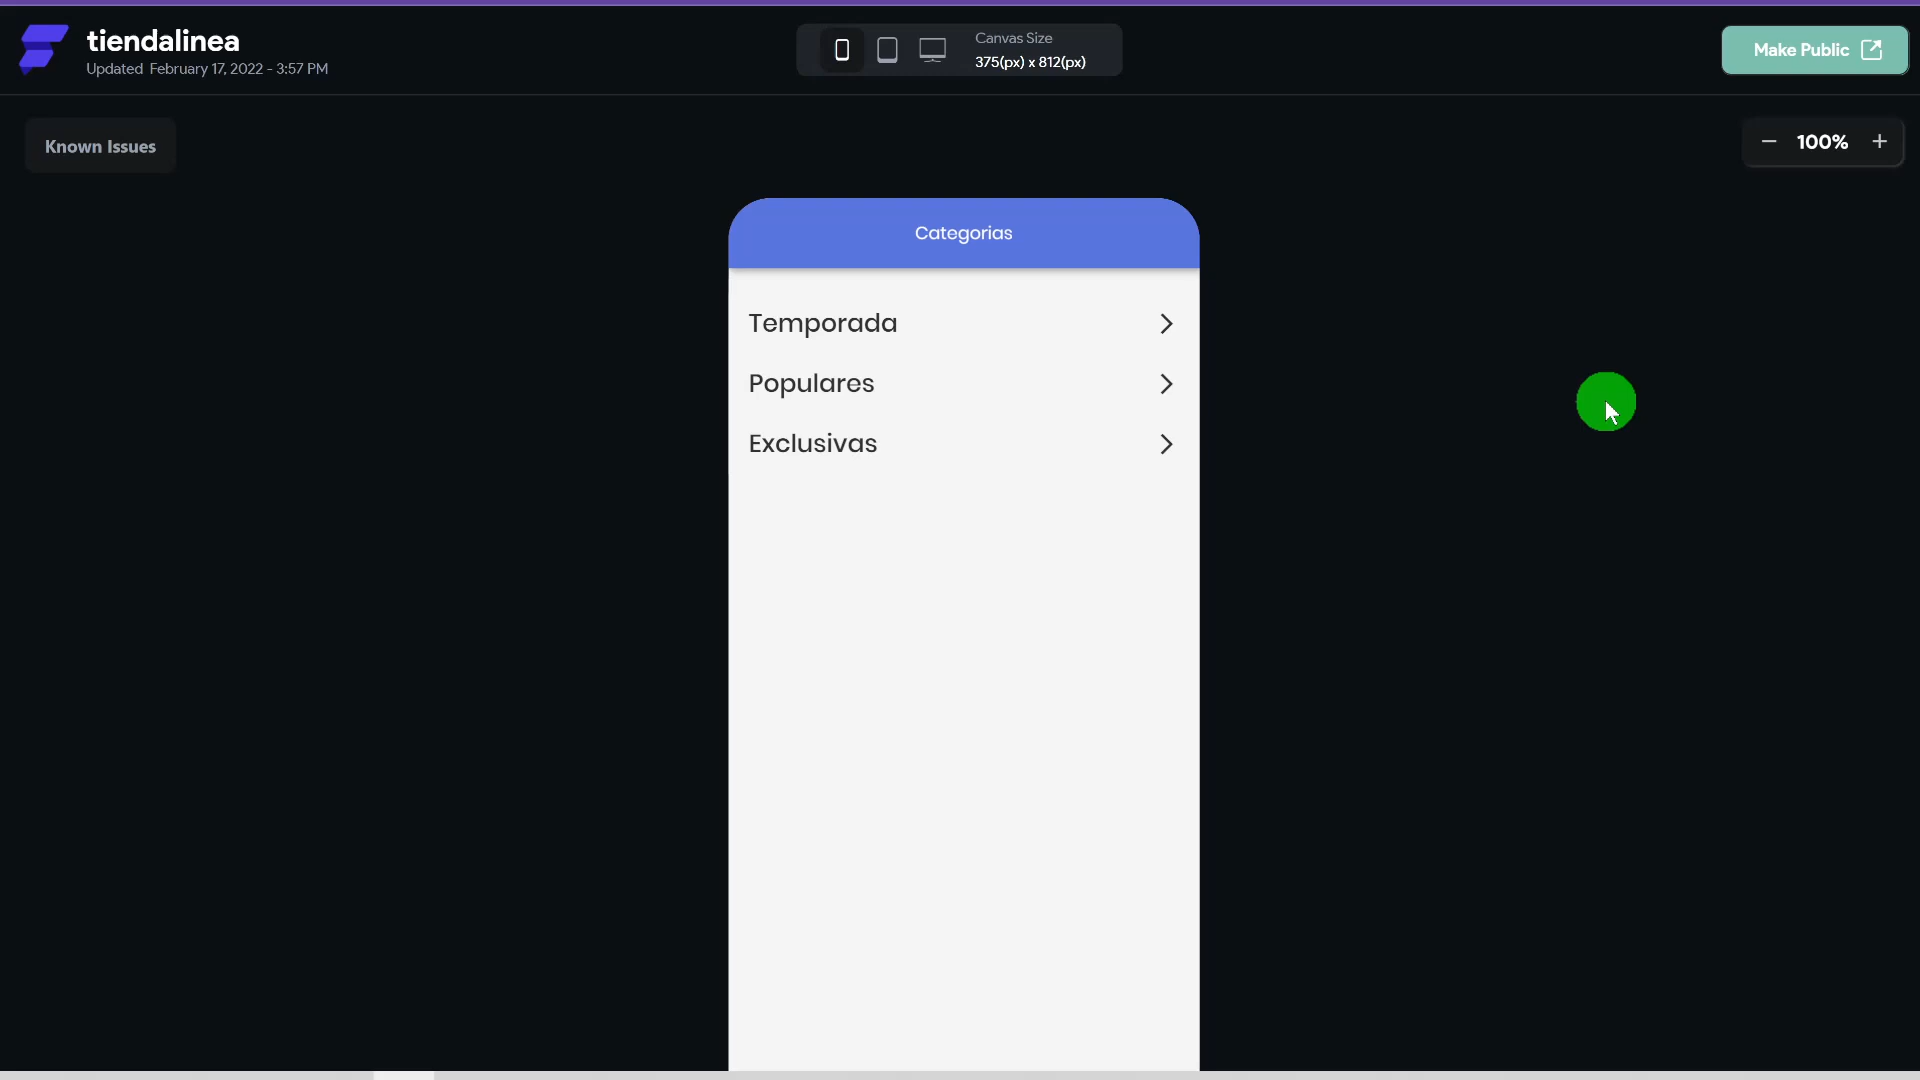 tiendalinea
Updated February 17, 2022 - 3:57 PM
Canvas Size
375(px) x 812(px)
Make Public
Known Issues
100%
Categorias
Temporada
Populares
Exclusivas